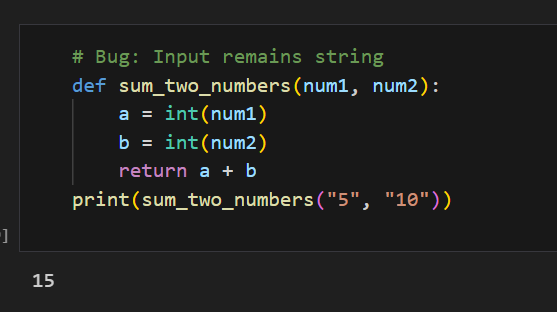 # Bug: Input remains string
def sum_two_numbers(num1, num2):
    a = int(num1)
    b = int(num2)
    return a + b
print(sum_two_numbers("5", "10"))
]
15